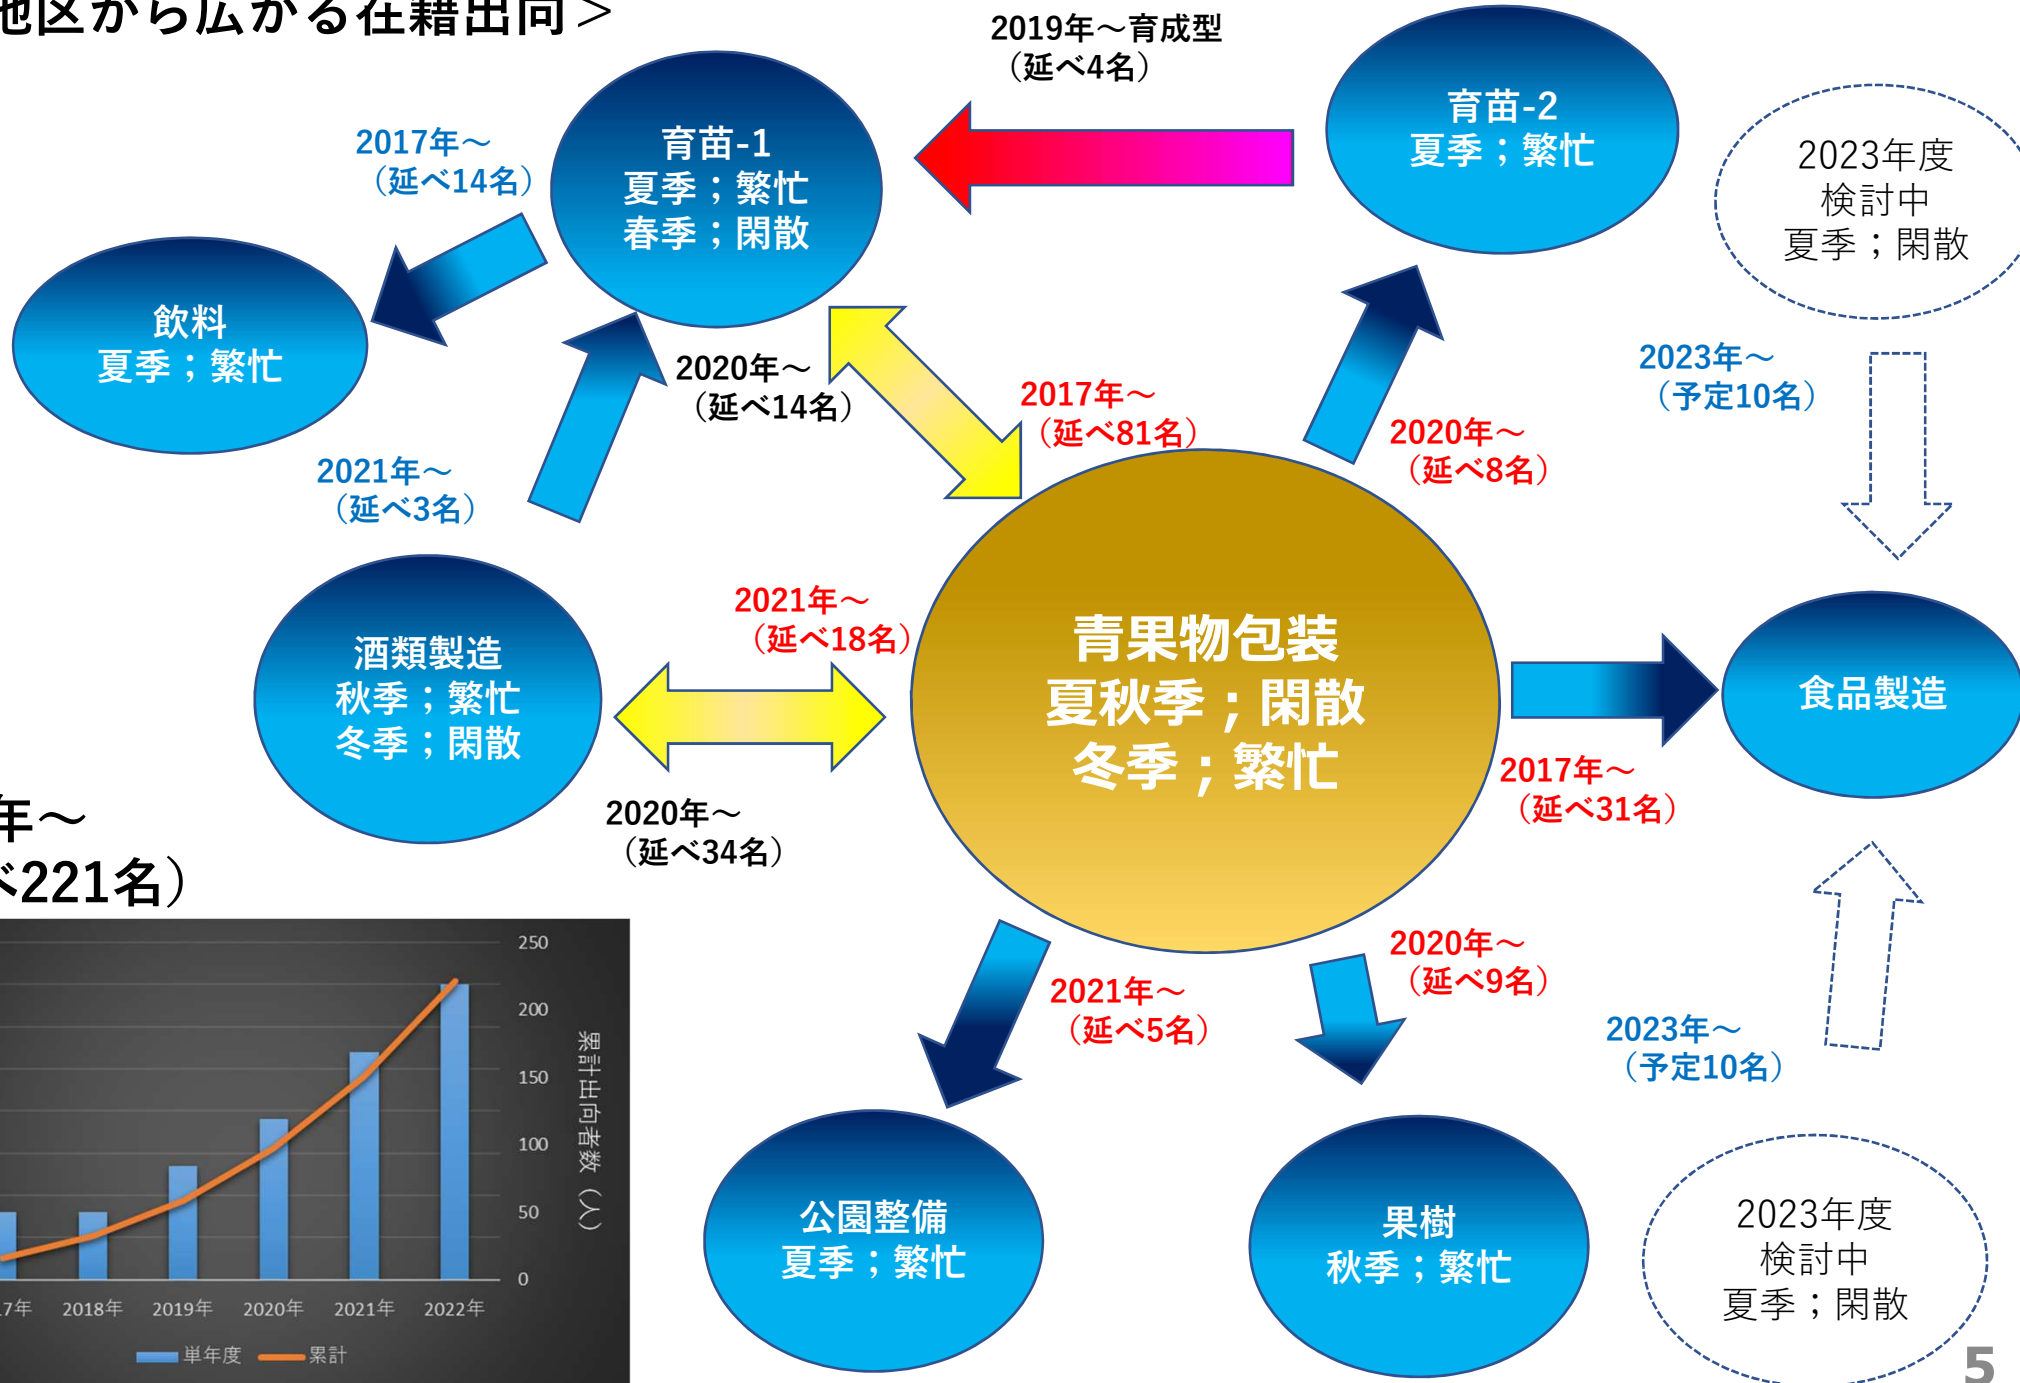 地区から広がる在籍出向＞
2019年～育成型
（延べ4名）
育苗-1
夏季；繁忙
春季；閑散
育苗-2
夏季；繁忙
2023年度
検討中
夏季；閑散
2017年～
（延べ14名）
飲料
夏季；繁忙
2020年～
（延べ14名）
2017年～
（延べ81名）
2020年～
（延べ8名）
2023年～
（予定10名）
2021年～
（延べ3名）
酒類製造
秋季；繁忙
冬季；閑散
2021年～
（延べ18名）
2020年～
（延べ34名）
青果物包装
夏秋季；閑散
冬季；繁忙
食品製造
2017年～
（延べ31名）
年～
べ221名）
2021年～
（延べ5名）
2020年～
（延べ9名）
2023年～
（予定10名）
公園整備
夏季；繁忙
果樹
秋季；繁忙
2023年度
検討中
夏季；閑散
250
200
150
100
50
0
累計出向者数（人）
7年 2018年 2019年 2020年 2021年 2022年
単年度 累計
5